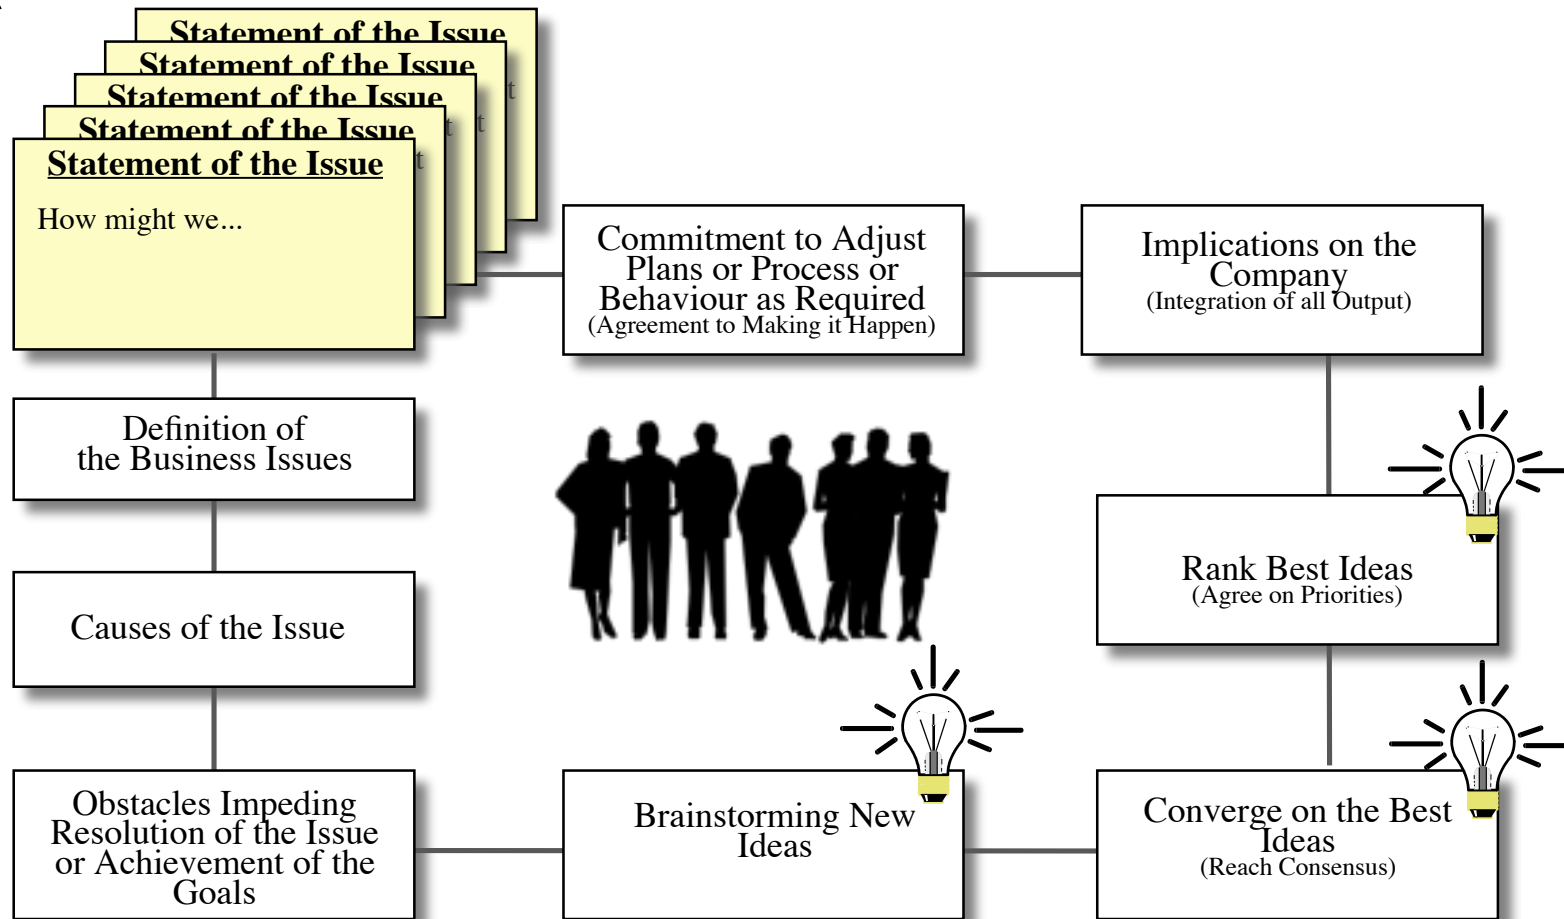 Statement of the Issue
Statement of the Issue
Statement of the Issue
Statement of the Issue
Statement of the Issue
t
t
t
t
How might we...
Commitment to Adjust
Plans or Process or
Behaviour as Required
(Agreement to Making it Happen)
Implications on the
Company
(Integration of all Output)
Definition of
the Business Issues
Causes of the Issue
Rank Best Ideas
(Agree on Priorities)
Obstacles Impeding
Resolution of the Issue
or Achievement of the
Goals
Brainstorming New
Ideas
Converge on the Best
Ideas
(Reach Consensus)